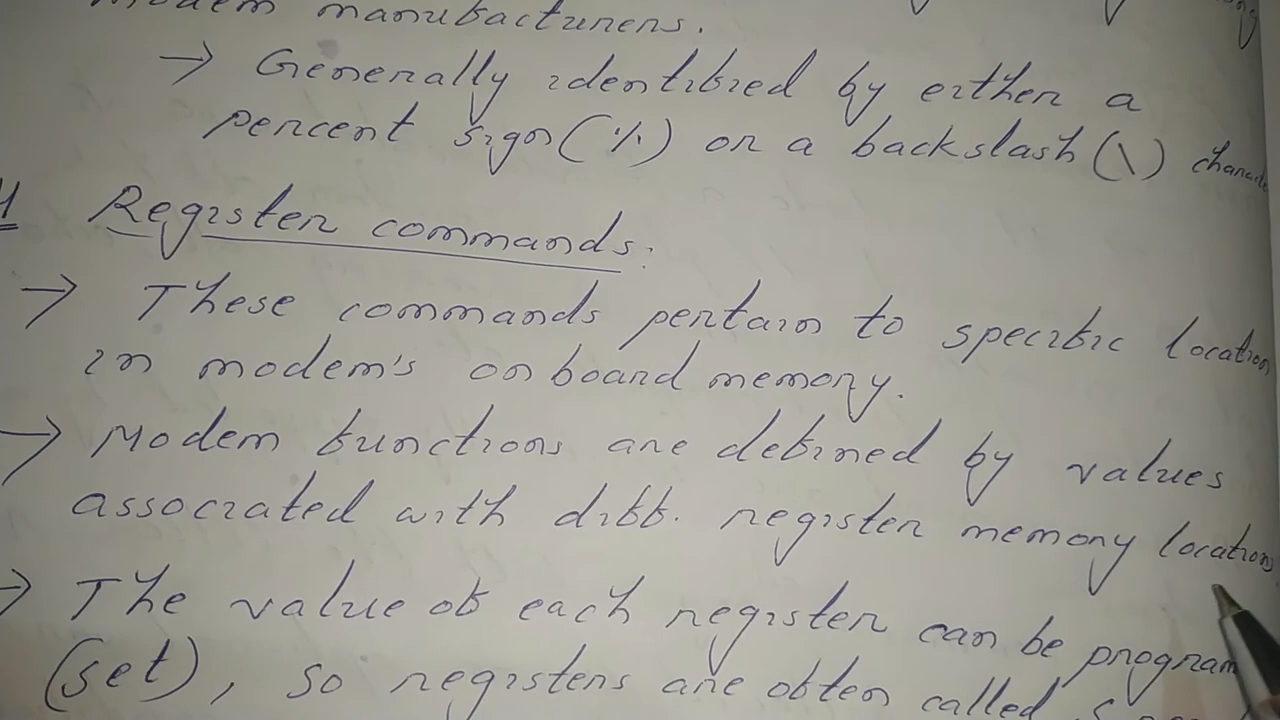 modem manufacturers.
→ Generally identified by either a
percent sign (%) or a backslash (\)
4 Register commands:
→ These commands pertain to specific location
in modem's onboard memory.
→ Modem functions are defined by values
associated with diff. register memory locations
→ The value of each register can be program
(set), so registers are often called